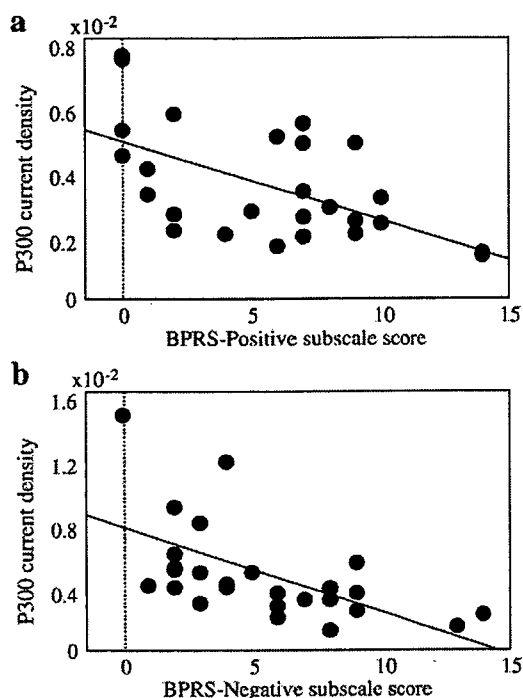 a
x10⁻²
0.8
0.6
0.4
0.2
0
P300 current density
0 5 10 15
BPRS-Positive subscale score
b
x10⁻²
1.6
1.2
0.8
0.4
0
P300 current density
0 5 10 15
BPRS-Negative subscale score